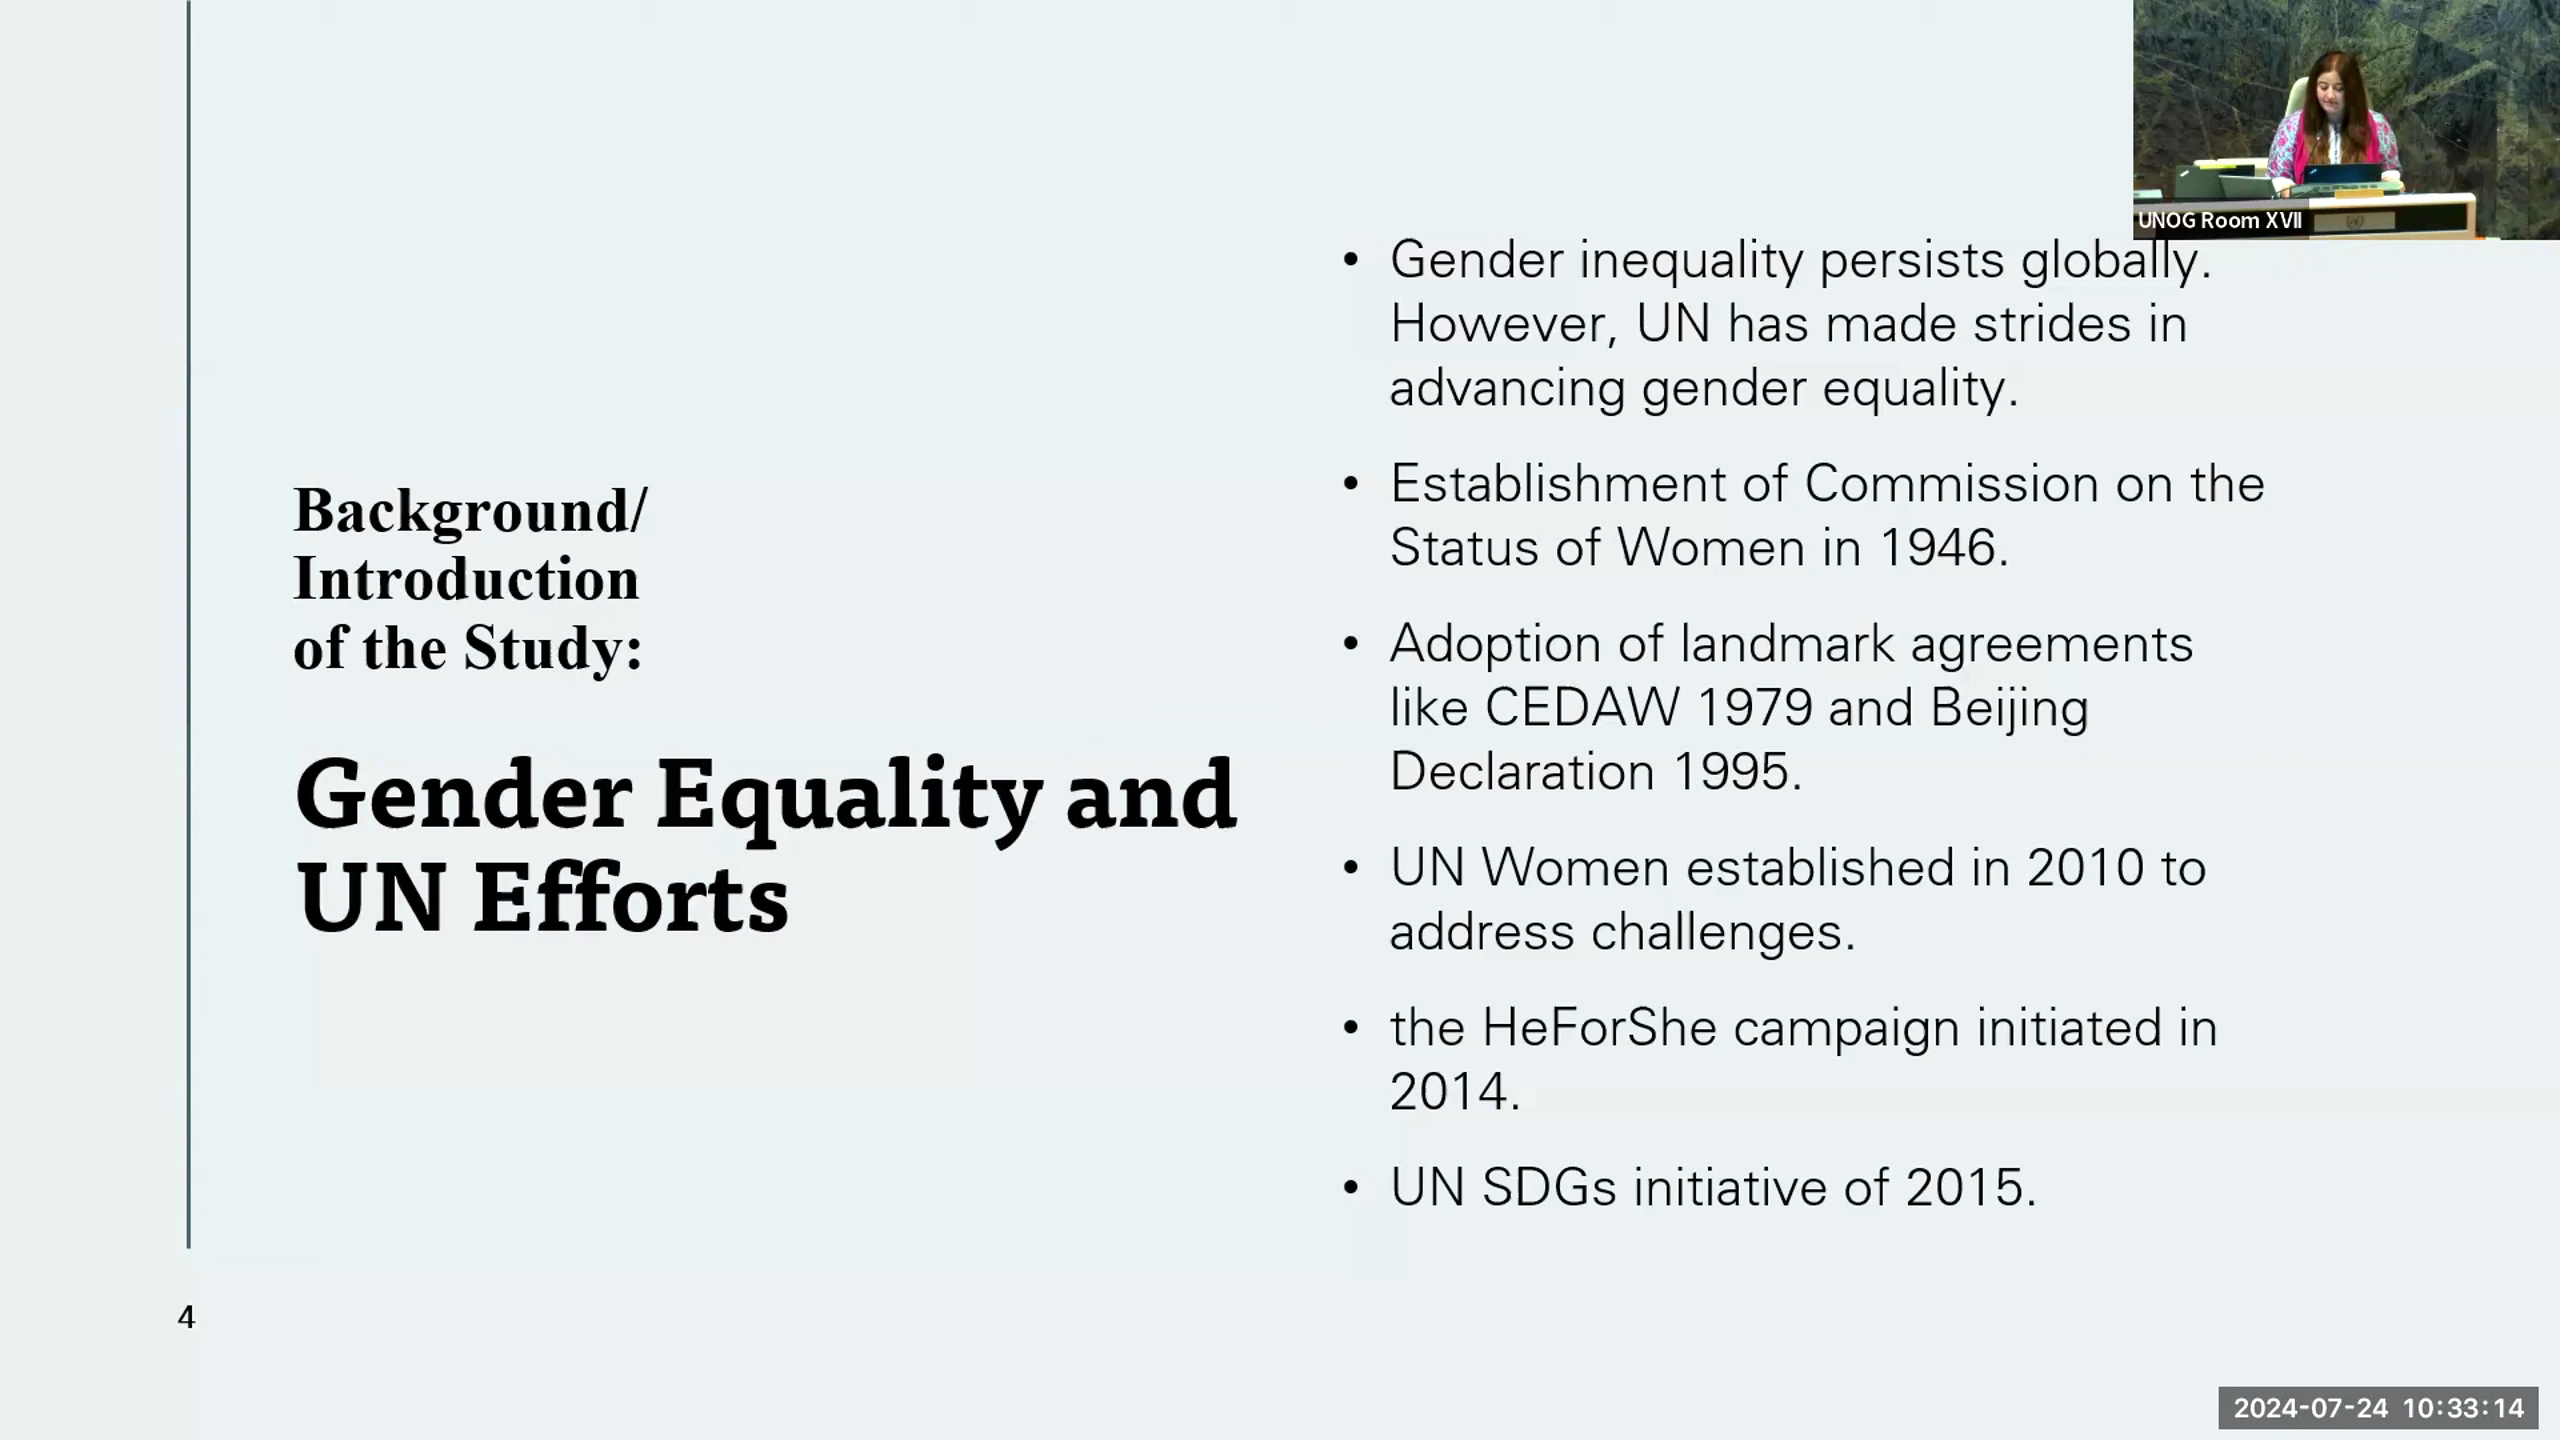 UNOG Room XVII
Background/
Introduction
of the Study:
Gender Equality and
UN Efforts
• Gender inequality persists globally.
However, UN has made strides in
advancing gender equality.
• Establishment of Commission on the
Status of Women in 1946.
• Adoption of landmark agreements
like CEDAW 1979 and Beijing
Declaration 1995.
• UN Women established in 2010 to
address challenges.
• the HeForShe campaign initiated in
2014.
• UN SDGs initiative of 2015.
4
2024-07-24 10:33:14